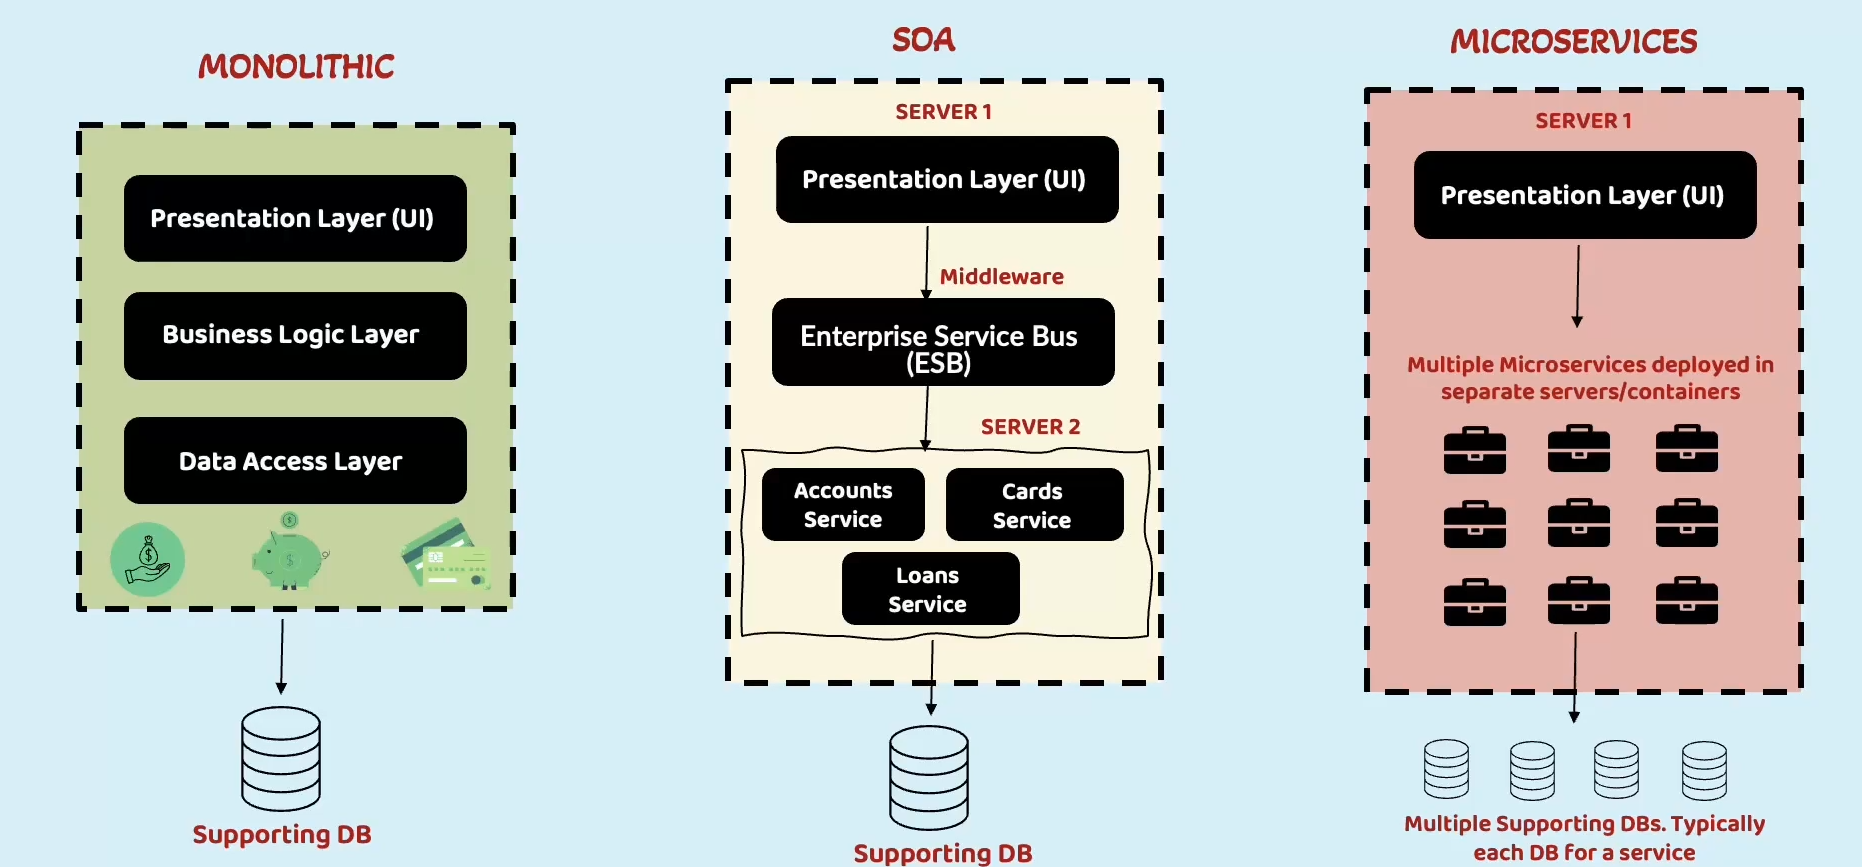 MONOLITHIC
Presentation Layer (UI)
Business Logic Layer
Data Access Layer
Supporting DB
SOA
SERVER 1
Presentation Layer (UI)
Middleware
Enterprise Service Bus
(ESB)
SERVER 2
Accounts
Service
Cards
Service
Loans
Service
Supporting DB
MICROSERVICES
SERVER 1
Presentation Layer (UI)
Multiple Microservices deployed in
separate servers/containers
Multiple Supporting DBs. Typically
each DB for a service